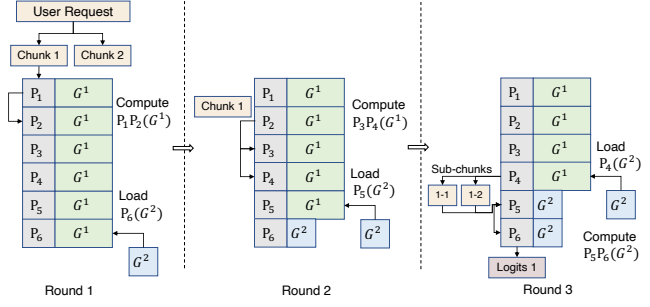 User Request
Chunk 1
Chunk 2
P₁ G¹
P₂ G¹
P₃ G¹
P₄ G¹
P₅ G¹
P₆ G¹
Compute
P₁P₂(G¹)
Load
P₆(G²)
G²
Round 1
Chunk 1
P₁ G¹
P₂ G¹
P₃ G¹
P₄ G¹
P₅ G¹
P₆ G²
Compute
P₃P₄(G¹)
Load
P₅(G²)
G²
Round 2
P₁ G¹
P₂ G¹
P₃ G¹
P₄ G¹
P₅ G²
P₆ G²
Sub-chunks
1-1
1-2
Load
P₄(G²)
G²
Compute
P₅P₆(G²)
Logits 1
Round 3